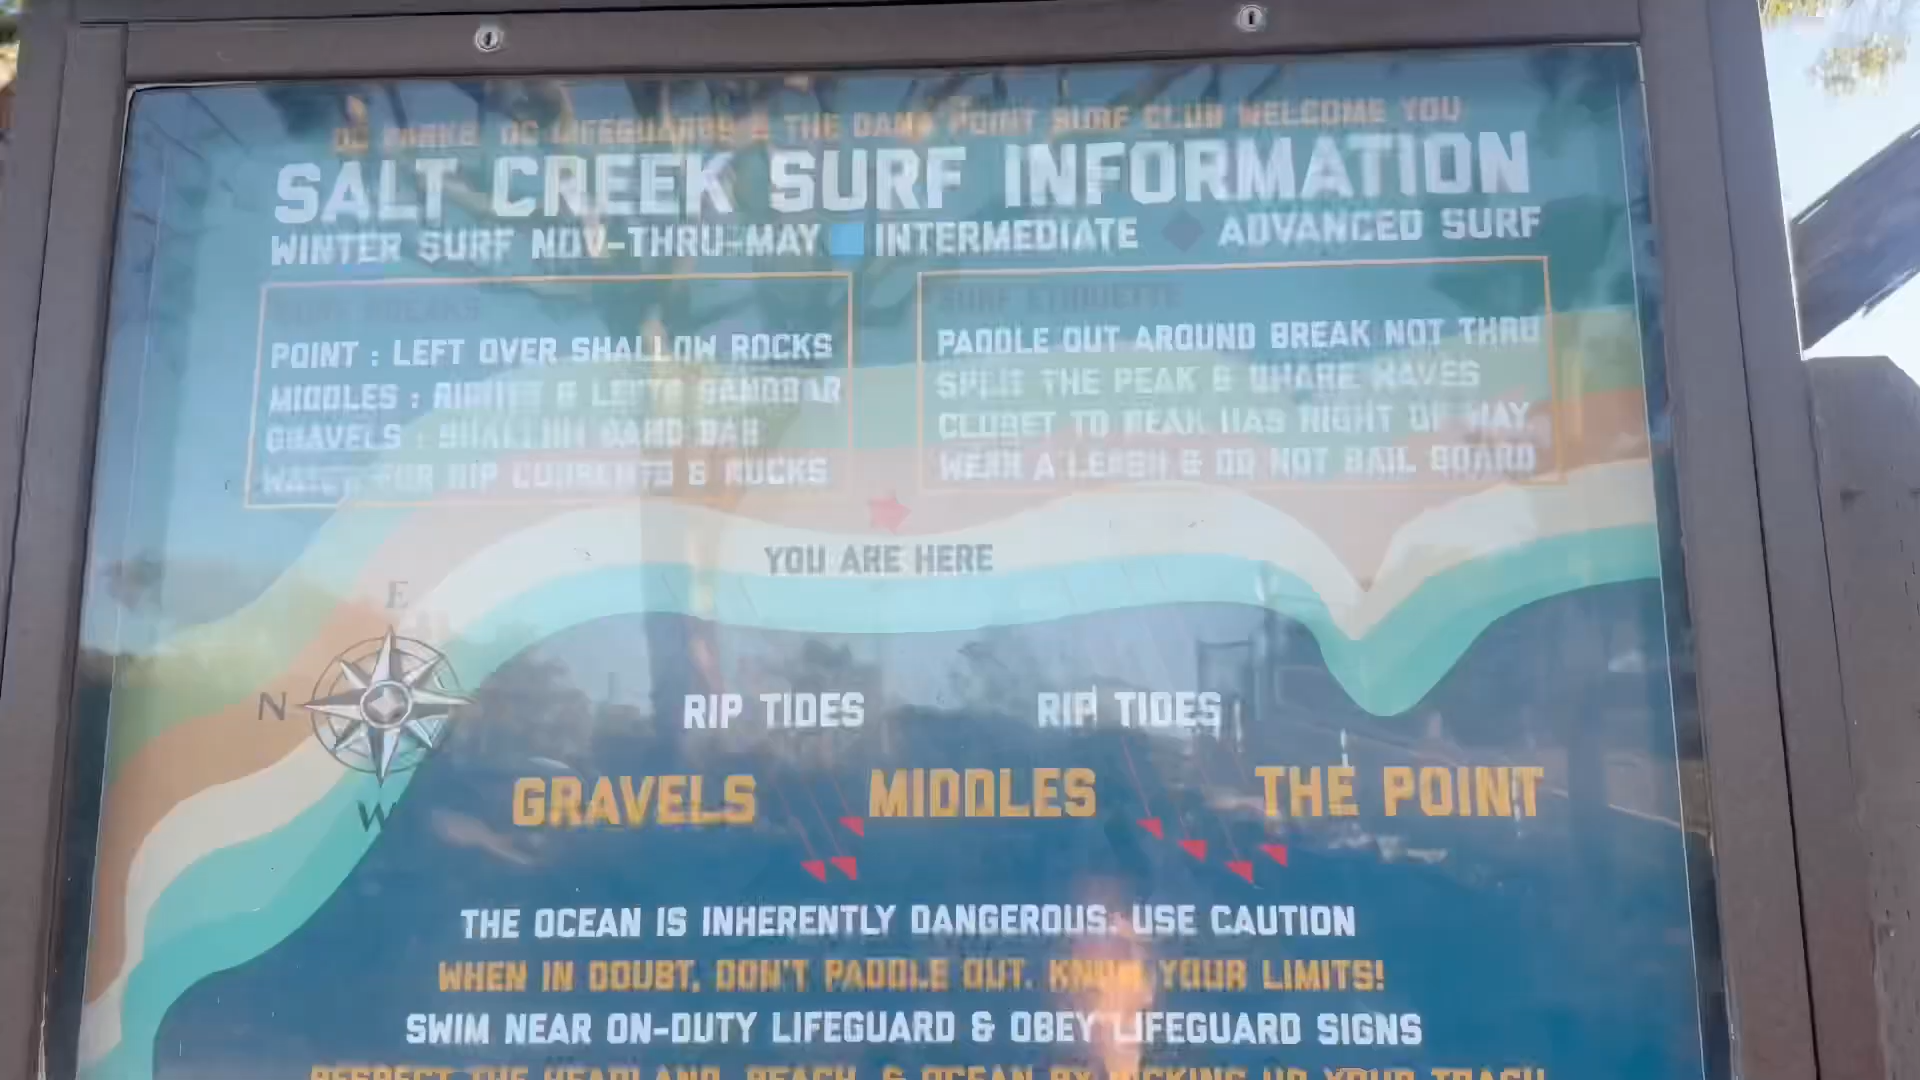 OC PARKS, OC LIFEGUARDS & THE DANA POINT SURF CLUB WELCOME YOU
SALT CREEK SURF INFORMATION
WINTER SURF NOV-THRU-MAY INTERMEDIATE ADVANCED SURF
SURF BREAKS
POINT : LEFT OVER SHALLOW ROCKS
MIDDLES : RIGHTS & LEFTS SANDBAR
GRAVELS : SHALLOW SAND BAR
WATCH FOR RIP CURRENTS & ROCKS
SURF ETIQUETTE
PADDLE OUT AROUND BREAK NOT THRU
SPLIT THE PEAK & SHARE WAVES
CLOSET TO PEAK HAS RIGHT OF WAY.
WEAR A LEASH & DO NOT BAIL BOARD
YOU ARE HERE
E
N
W
RIP TIDES RIP TIDES
GRAVELS MIDDLES THE POINT
THE OCEAN IS INHERENTLY DANGEROUS. USE CAUTION
WHEN IN DOUBT, DON'T PADDLE OUT. KNOW YOUR LIMITS!
SWIM NEAR ON-DUTY LIFEGUARD & OBEY LIFEGUARD SIGNS
RESPECT THE HEADLAND, BEACH, & OCEAN BY PICKING UP YOUR TRASH